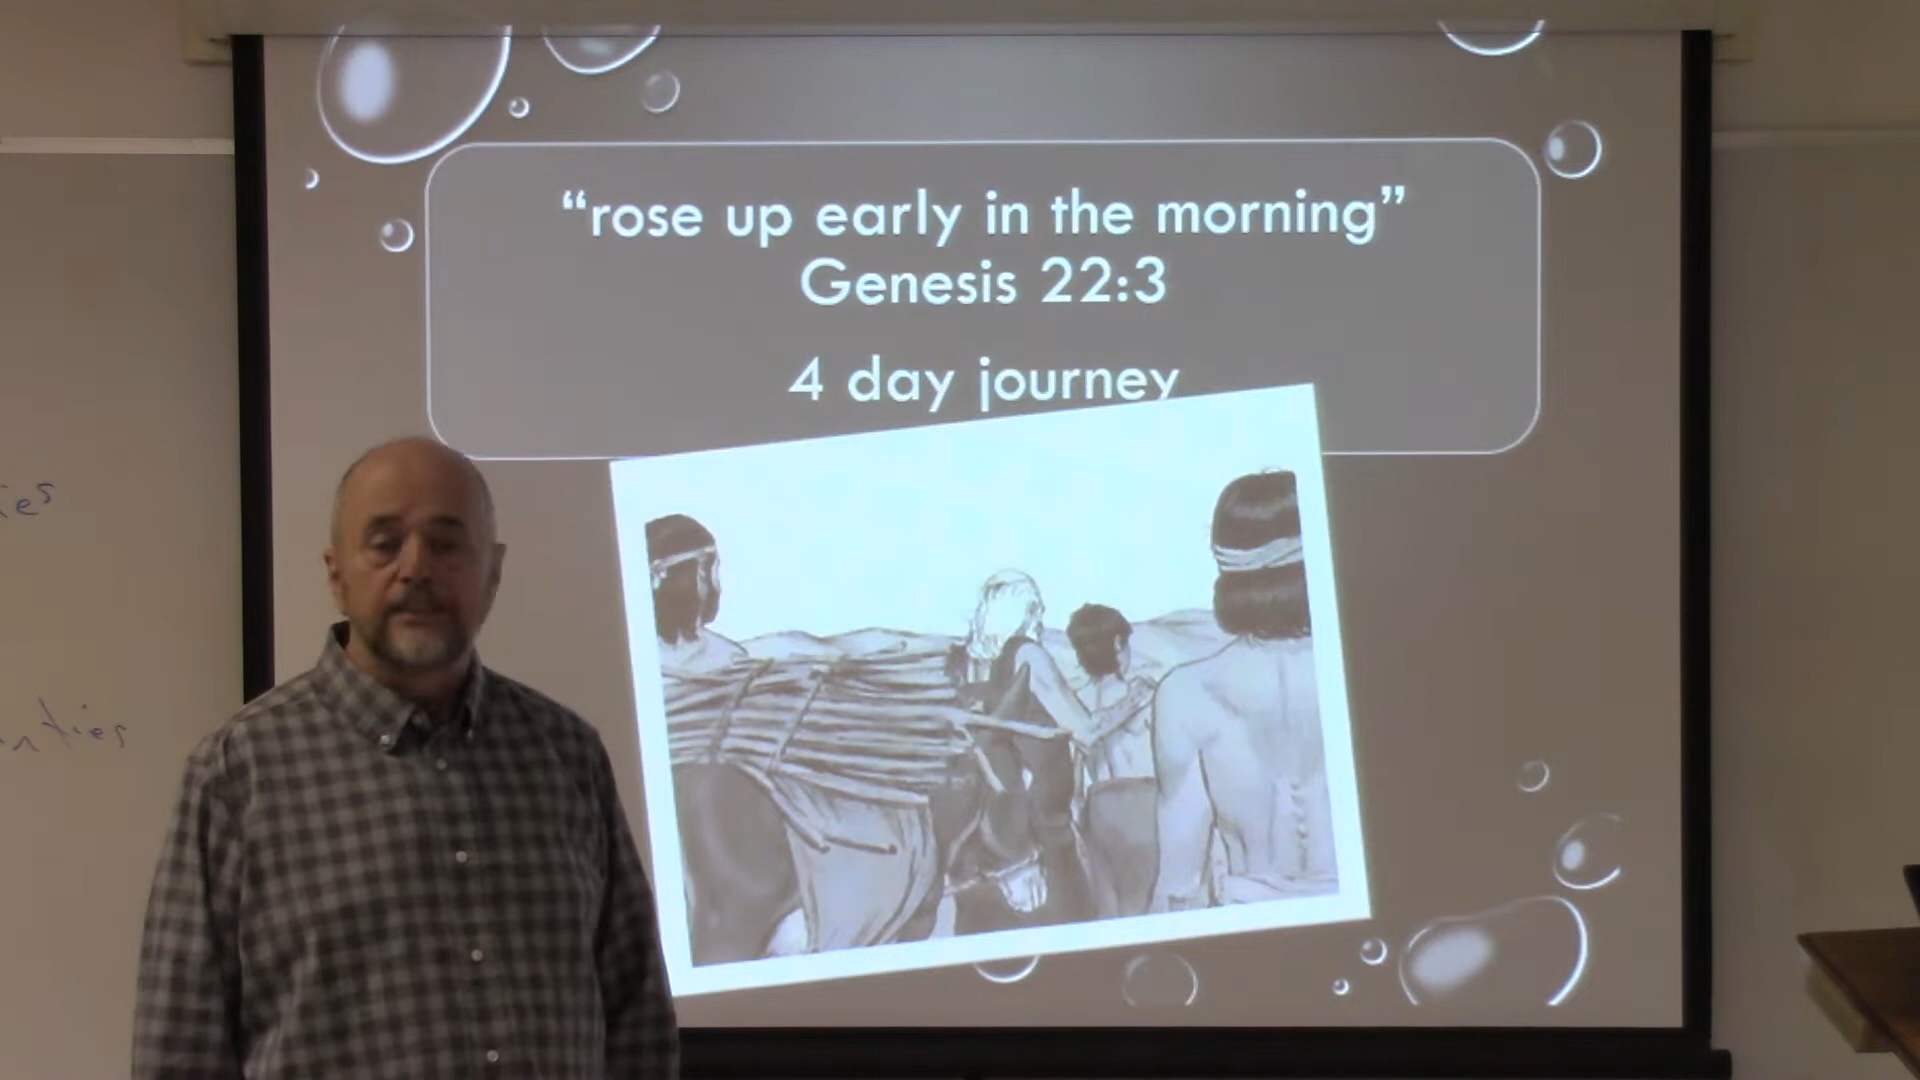 “rose up early in the morning”
Genesis 22:3
4 day journey